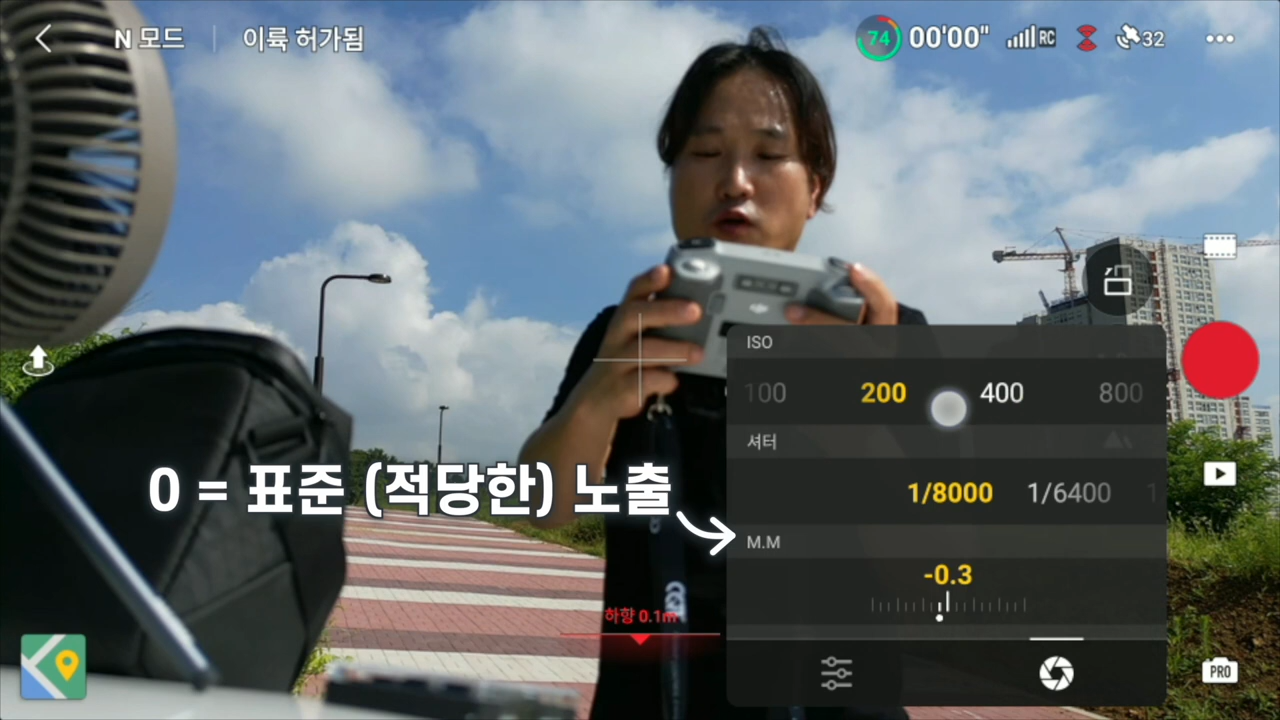 N 모드
이륙 허가됨
74
00'00"
RC
32
ISO
100 200 400 800
셔터
1/8000 1/6400 1
0 = 표준 (적당한) 노출
M.M
-0.3
하향 0.1m
PRO